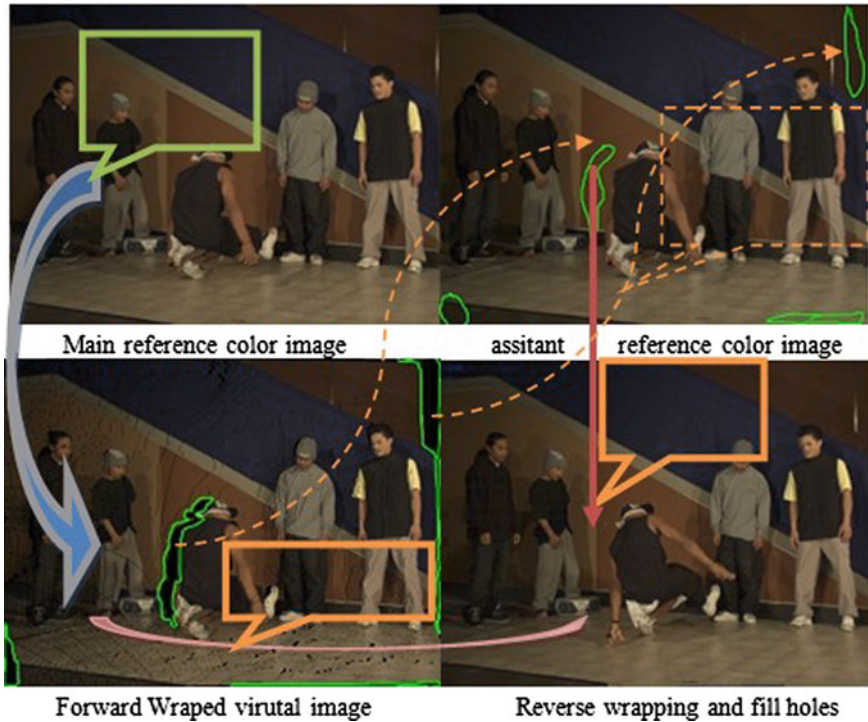 Main reference color image
assitant reference color image
Forward Wraped virutal image
Reverse wrapping and fill holes